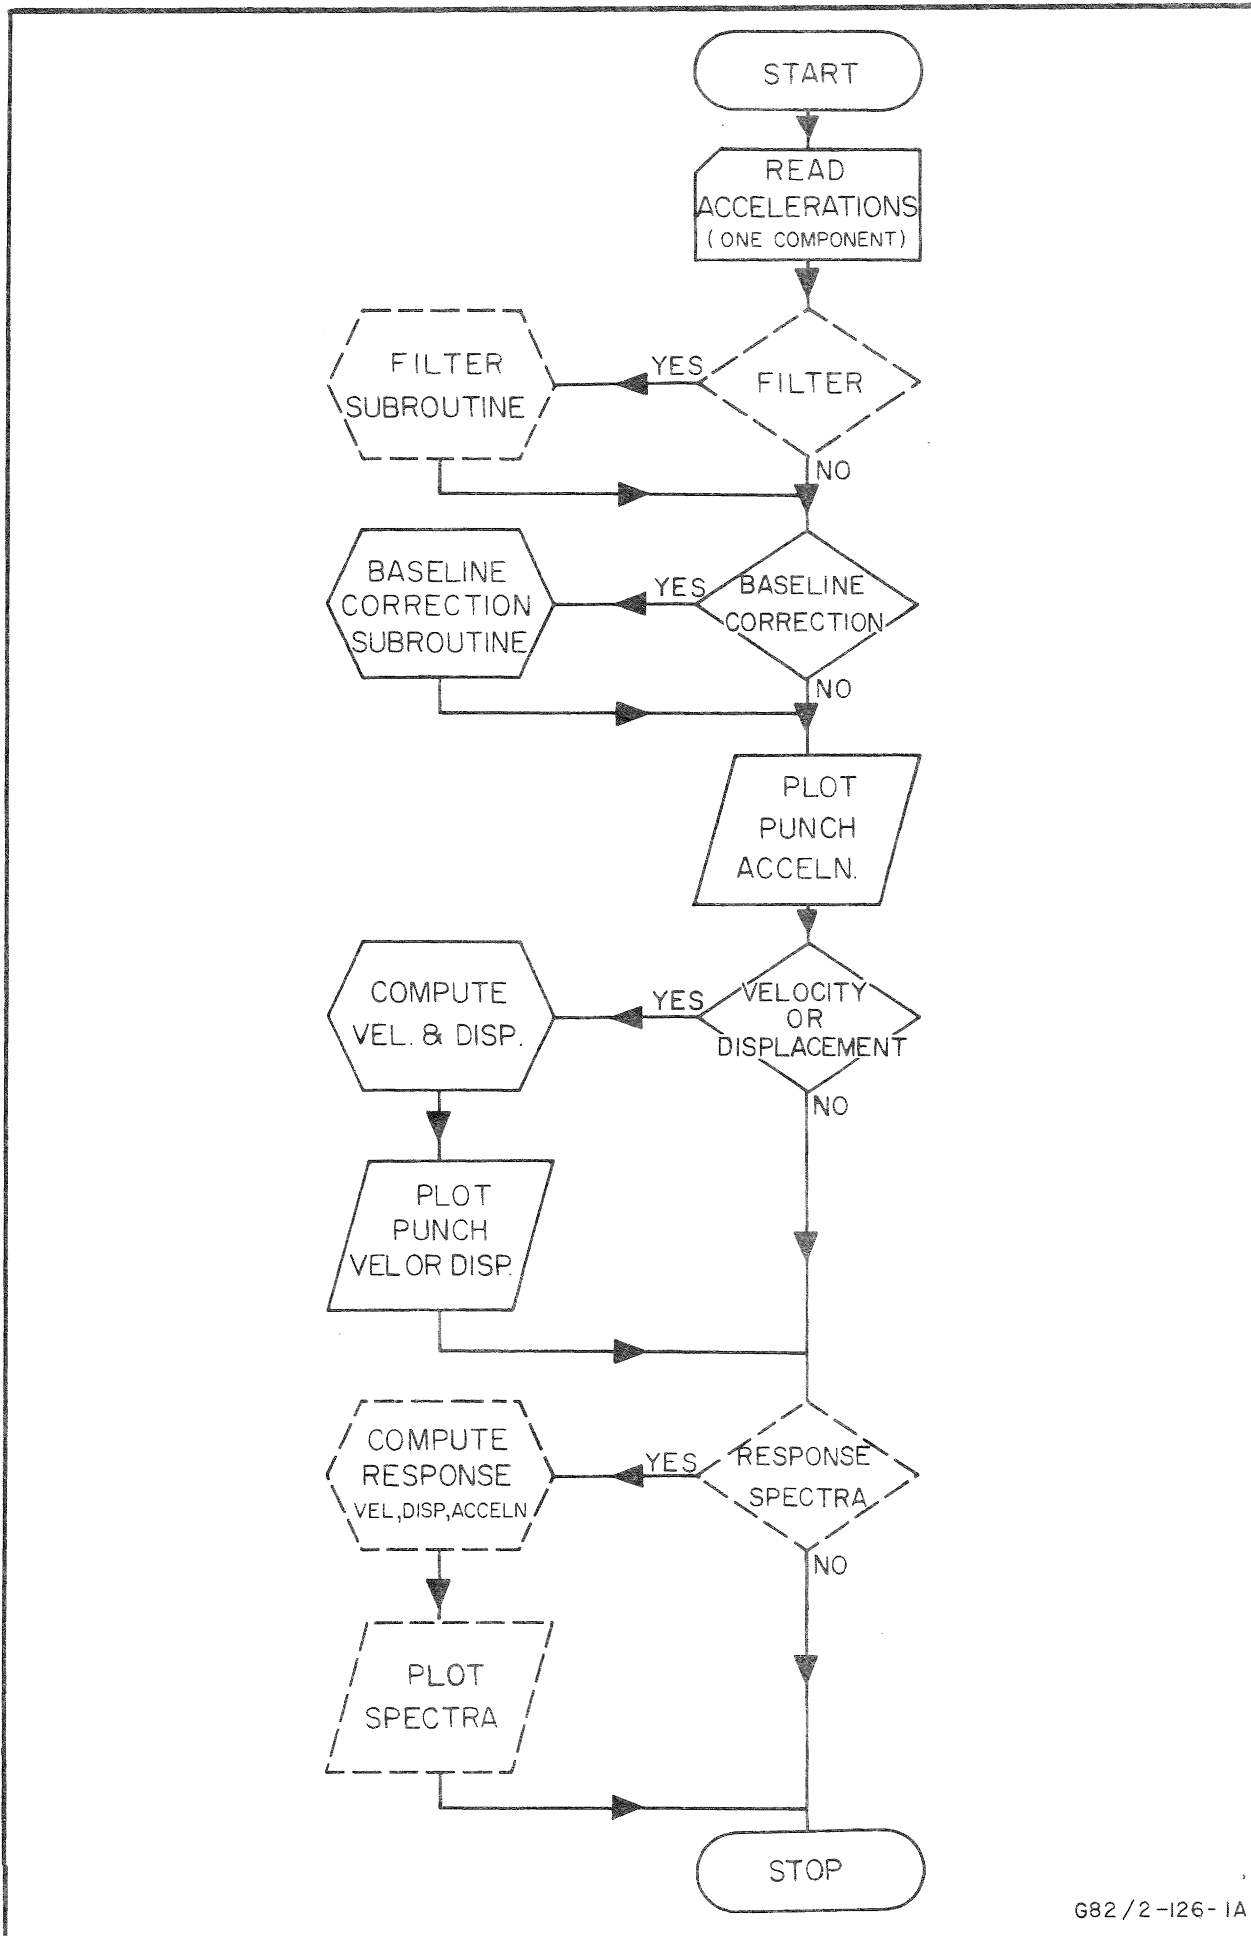 START
READ
ACCELERATIONS
(ONE COMPONENT)
FILTER
SUBROUTINE
YES
FILTER
NO
BASELINE
CORRECTION
SUBROUTINE
YES
BASELINE
CORRECTION
NO
PLOT
PUNCH
ACCELN.
COMPUTE
VEL. & DISP.
YES
VELOCITY
OR
DISPLACEMENT
NO
PLOT
PUNCH
VEL OR DISP.
COMPUTE
RESPONSE
VEL,DISP,ACCELN
YES
RESPONSE
SPECTRA
NO
PLOT
SPECTRA
STOP
G82/2-126-1A